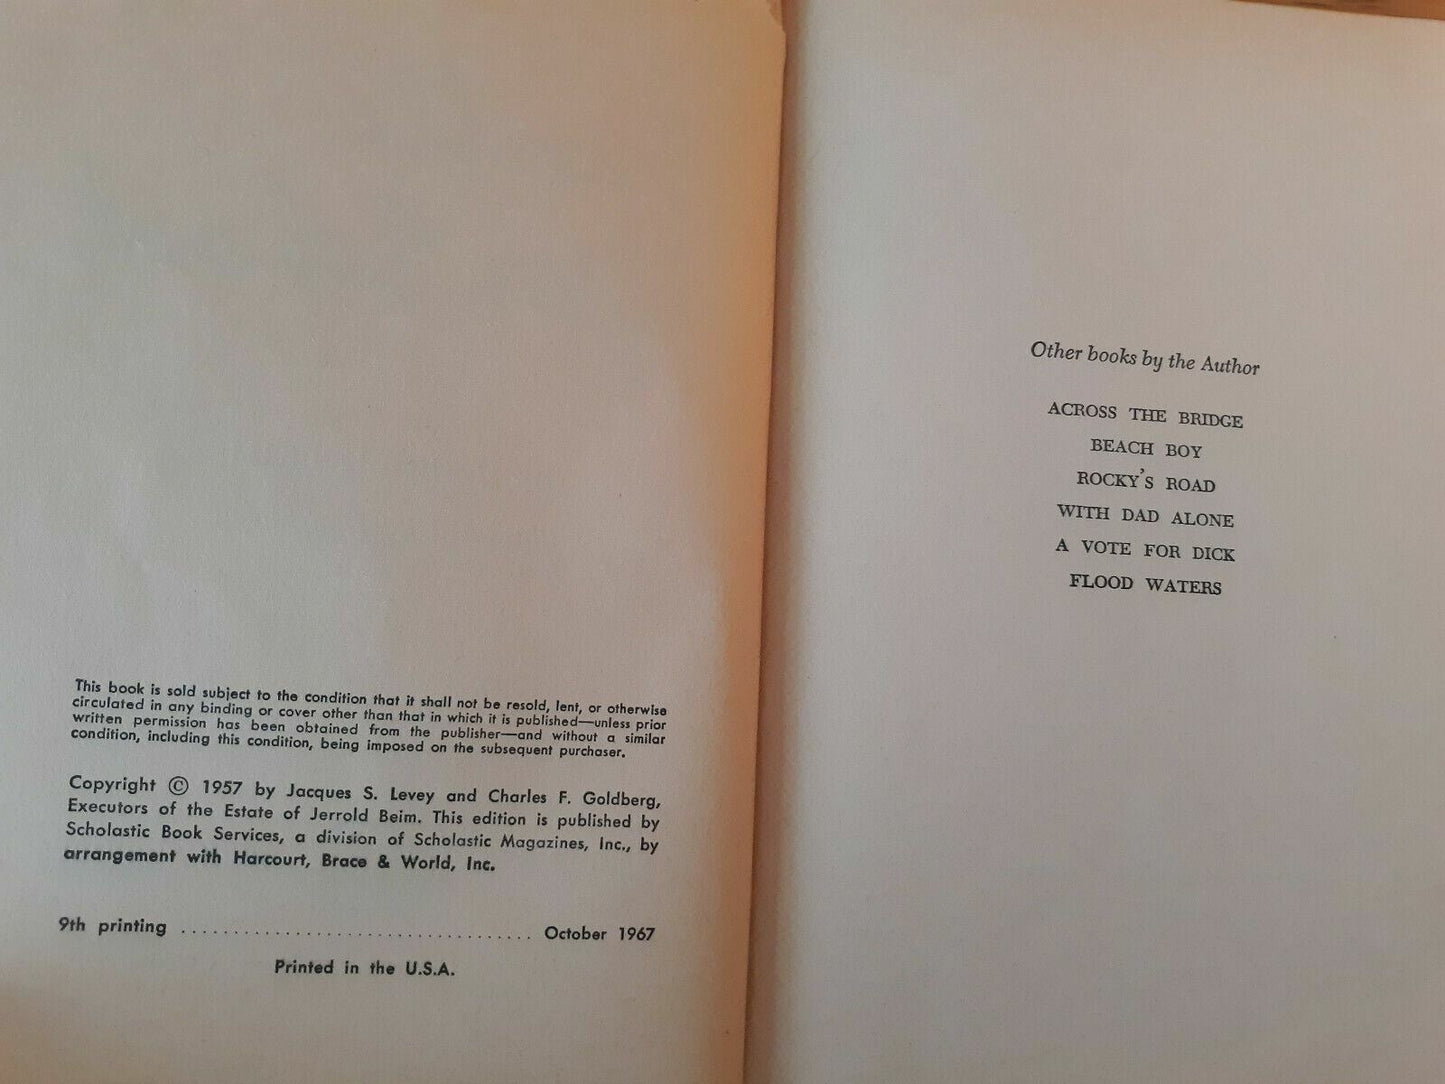 This book is sold subject to the condition that it shall not be resold, lent, or otherwise
circulated in any binding or cover other than that in which it is published—unless prior
written permission has been obtained from the publisher—and without a similar
condition, including this condition, being imposed on the subsequent purchaser.
Copyright © 1957 by Jacques S. Levey and Charles F. Goldberg,
Executors of the Estate of Jerrold Beim. This edition is published by
Scholastic Book Services, a division of Scholastic Magazines, Inc., by
arrangement with Harcourt, Brace & World, Inc.
9th printing .................................. October 1967
Printed in the U.S.A.
Other books by the Author
ACROSS THE BRIDGE
BEACH BOY
ROCKY'S ROAD
WITH DAD ALONE
A VOTE FOR DICK
FLOOD WATERS